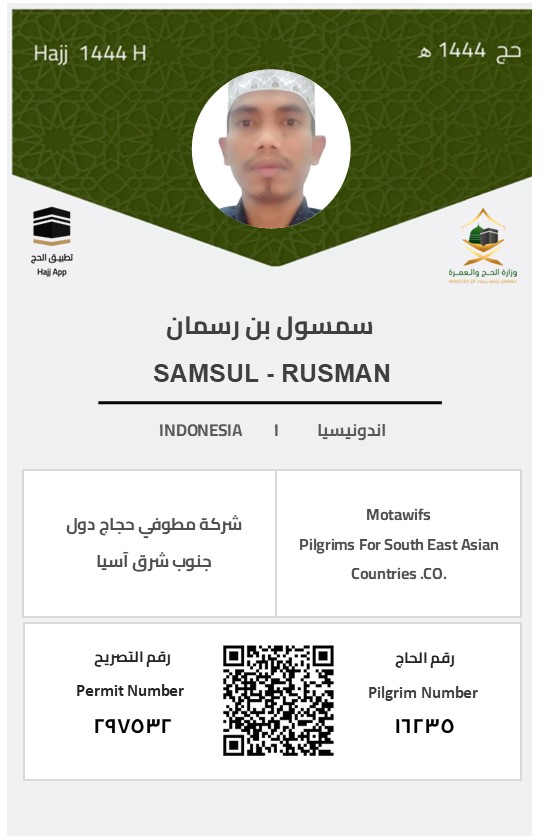 Hajj 1444 H
حج 1444 هـ
تطبيق الحج
Hajj App
وزارة الحج والعمرة
MINISTRY OF HAJJ AND UMRAH
سمسول بن رسمان
SAMSUL - RUSMAN
INDONESIA | اندونيسيا
شركة مطوفي حجاج دول
جنوب شرق آسيا
Motawifs
Pilgrims For South East Asian
Countries .CO.
رقم التصريح
Permit Number
٢٩٧٥٣٢
رقم الحاج
Pilgrim Number
١٦٢٣٥